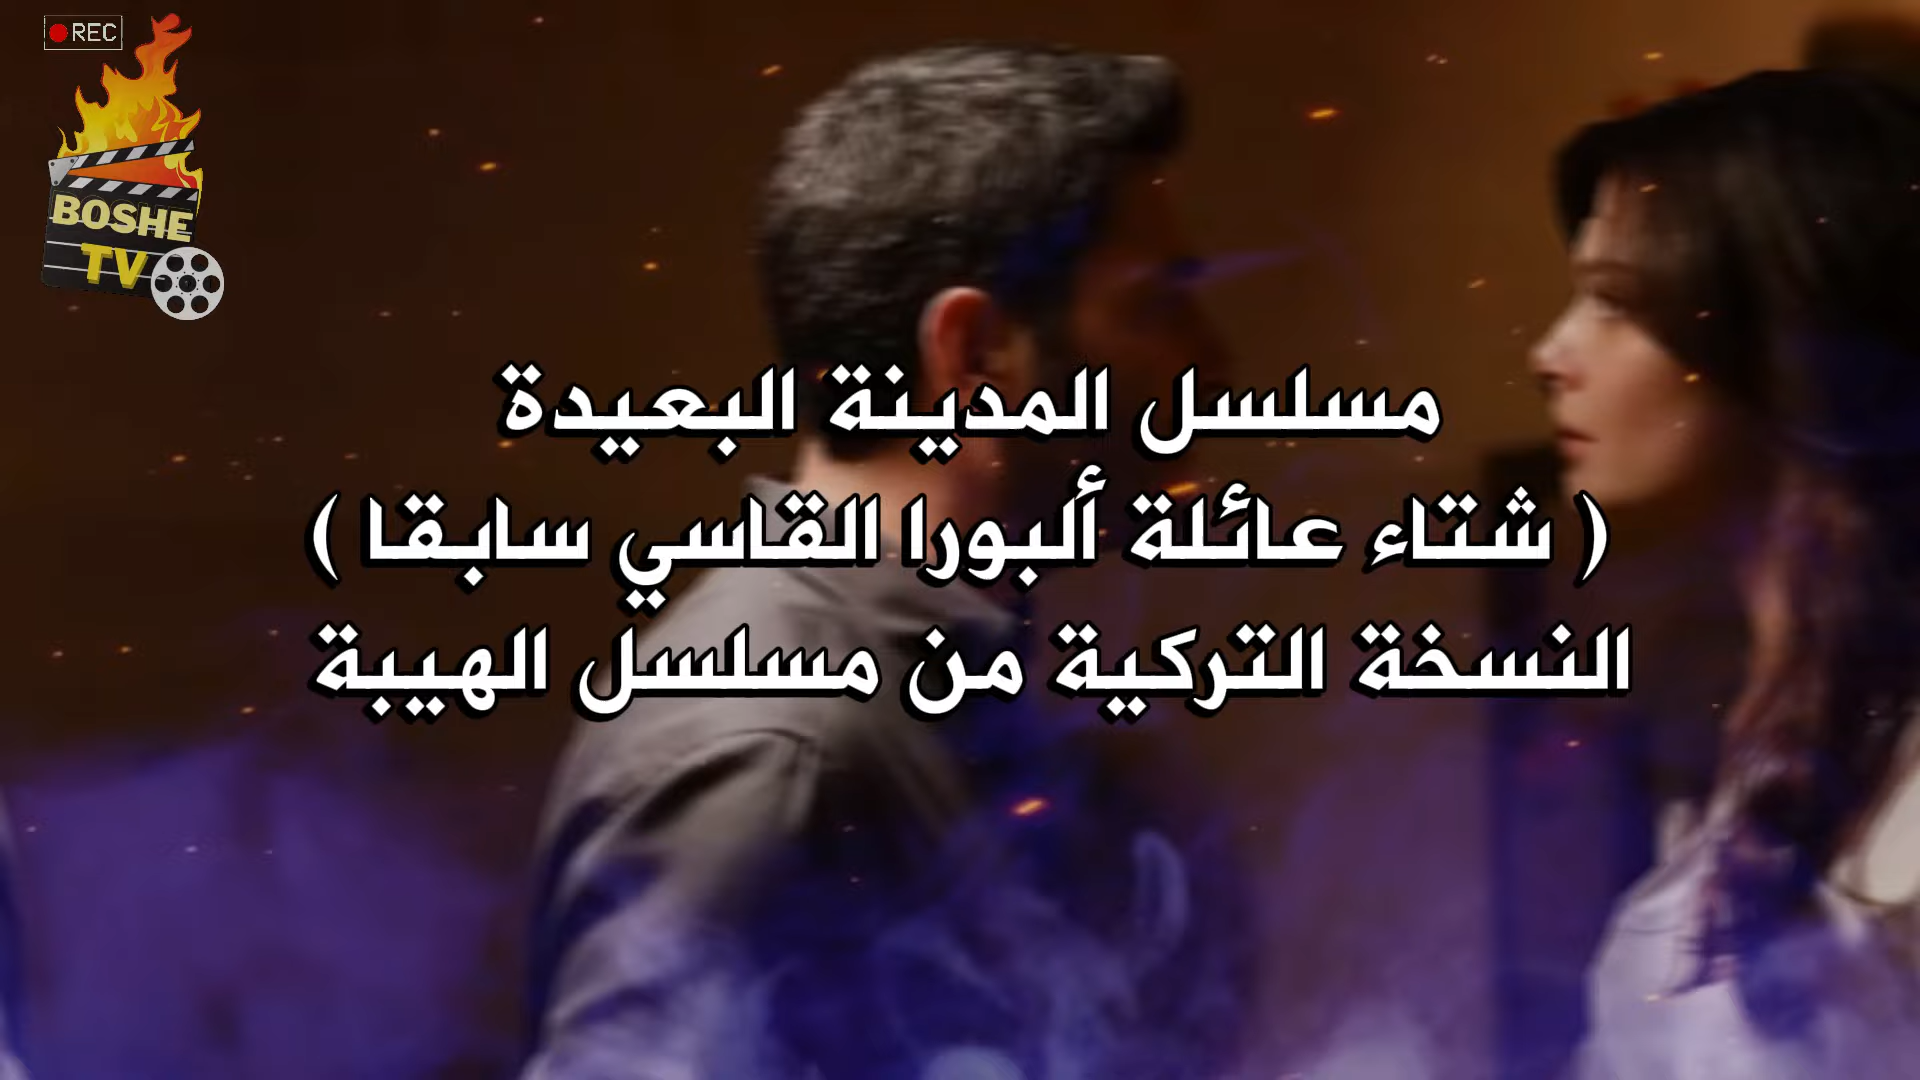 REC
BOSHE
TV
مسلسل المدينة البعيدة
( شتاء عائلة ألبورا القاسي سابقا )
النسخة التركية من مسلسل الهيبة